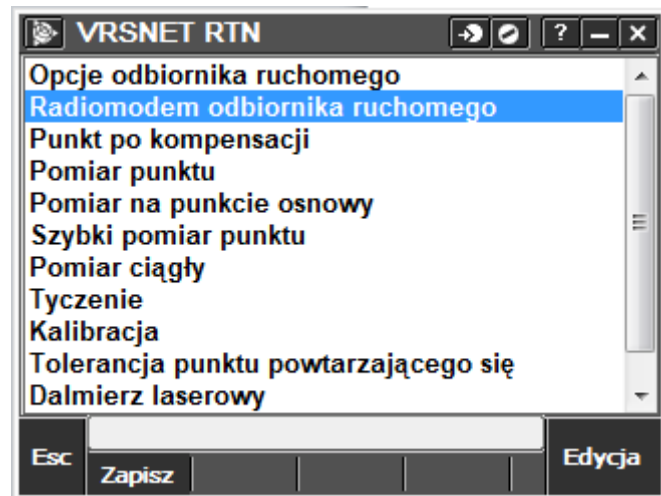 VRSNET RTN ? – ×
Opcje odbiornika ruchomego
Radiomodem odbiornika ruchomego
Punkt po kompensacji
Pomiar punktu
Pomiar na punkcie osnowy
Szybki pomiar punktu
Pomiar ciągły
Tyczenie
Kalibracja
Tolerancja punktu powtarzającego się
Dalmierz laserowy
Esc Zapisz Edycja